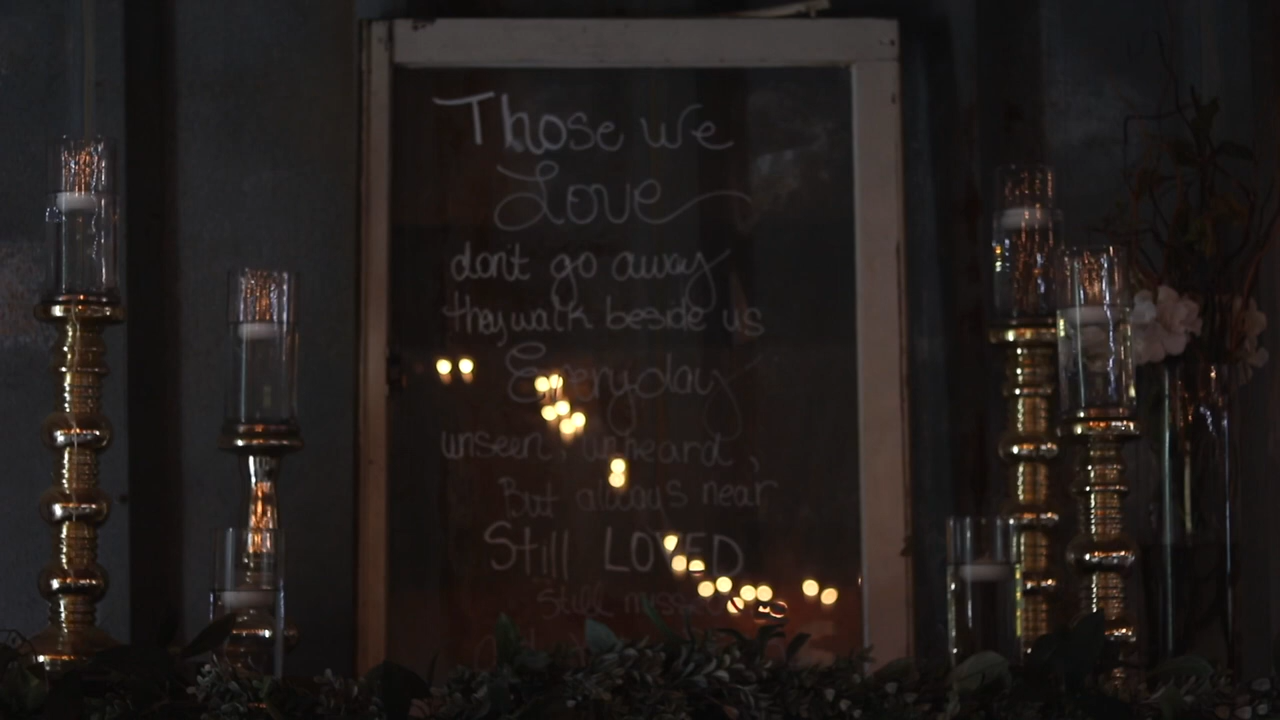 Those we
Love
don't go away
they walk beside us
Everyday
unseen, unheard,
But always near
Still LOVED
Still missed